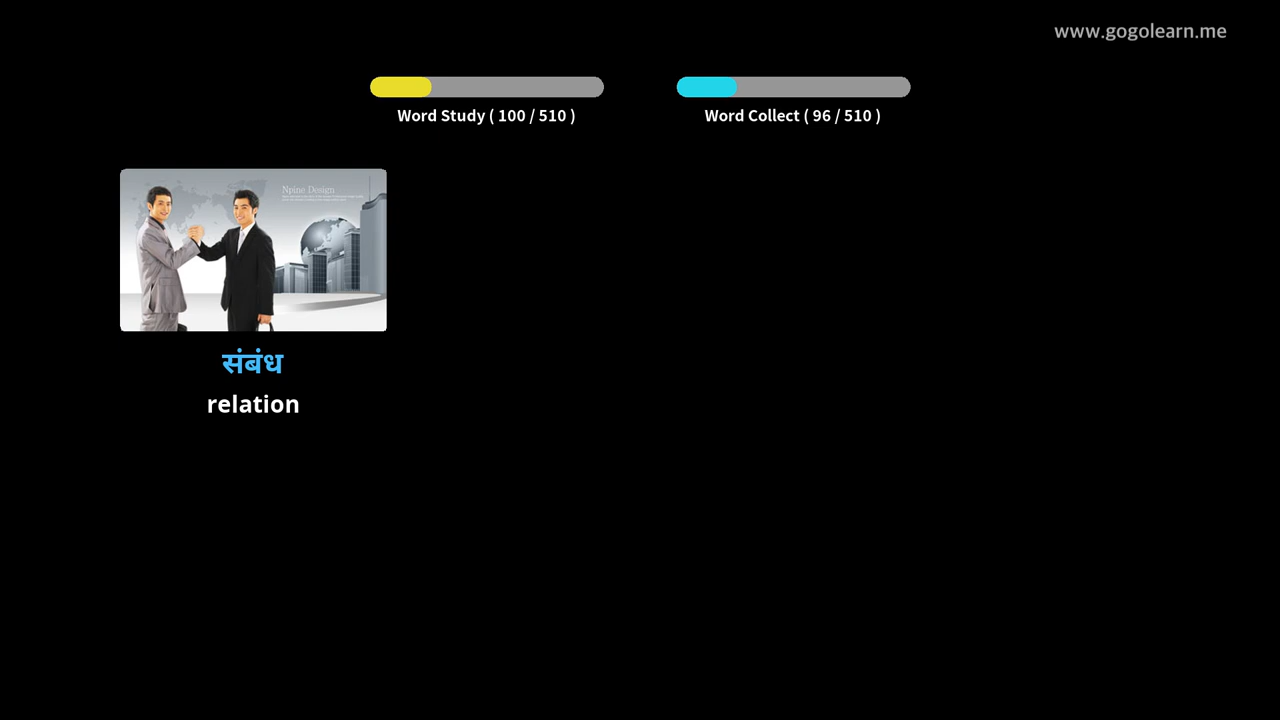 www.gogolearn.me
Word Study ( 100 / 510 )
Word Collect ( 96 / 510 )
Npine Design
संबंध
relation